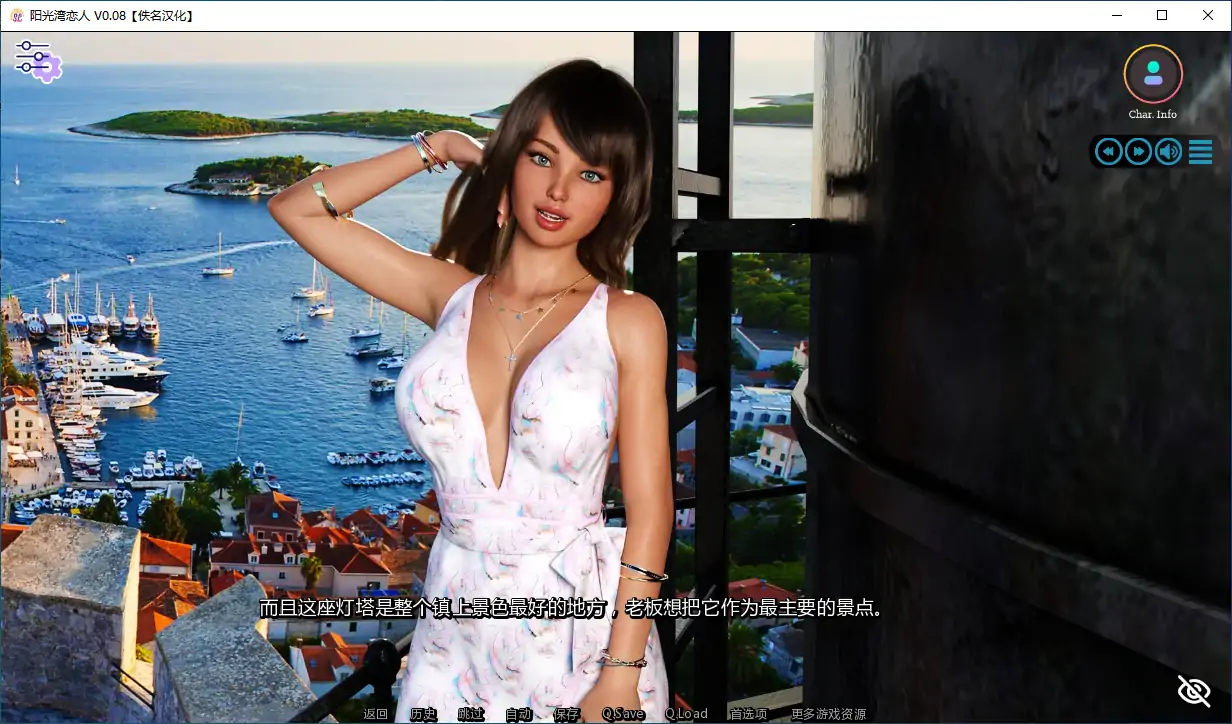 阳光湾恋人 V0.08【佚名汉化】
Char. Info
而且这座灯塔是整个镇上景色最好的地方，老板想把它作为最主要的景点。
返回 历史 跳过 自动 保存 Q.Save Q.Load 首选项 更多游戏资源